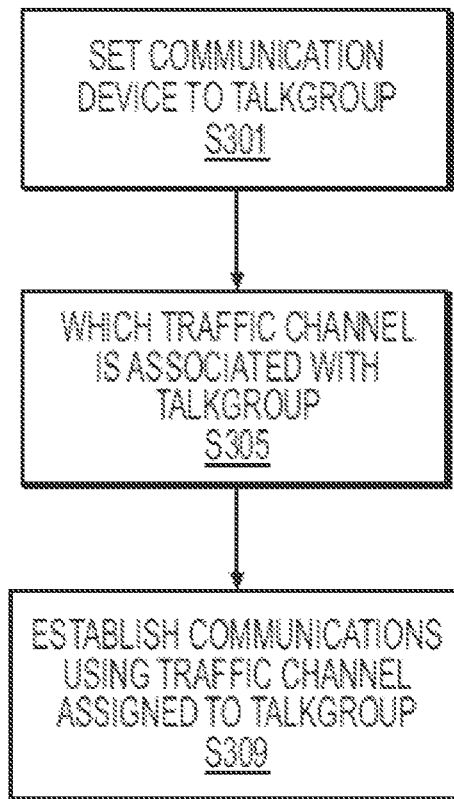 SET COMMUNICATION
DEVICE TO TALKGROUP
S301
WHICH TRAFFIC CHANNEL
IS ASSOCIATED WITH
TALKGROUP
S305
ESTABLISH COMMUNICATIONS
USING TRAFFIC CHANNEL
ASSIGNED TO TALKGROUP
S309